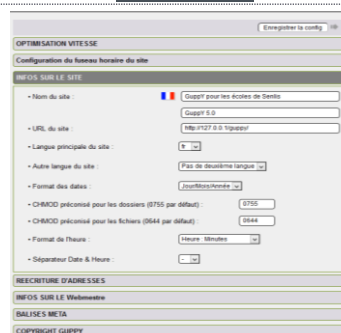 Enregistrer la config
OPTIMISATION VITESSE
Configuration du fuseau horaire du site
INFOS SUR LE SITE
• Nom du site : GuppY pour les écoles de Senlis
GuppY 5.0
• URL du site : http://127.0.0.1/guppy/
• Langue principale du site : fr
• Autre langue du site : Pas de deuxième langue
• Format des dates : Jour/Mois/Année
• CHMOD préconisé pour les dossiers (0755 par défaut) : 0755
• CHMOD préconisé pour les fichiers (0644 par défaut) : 0644
• Format de l'heure : Heure : Minutes
• Séparateur Date & Heure : -
REECRITURE D'ADRESSES
INFOS SUR LE Webmestre
BALISES META
COPYRIGHT GUPPY